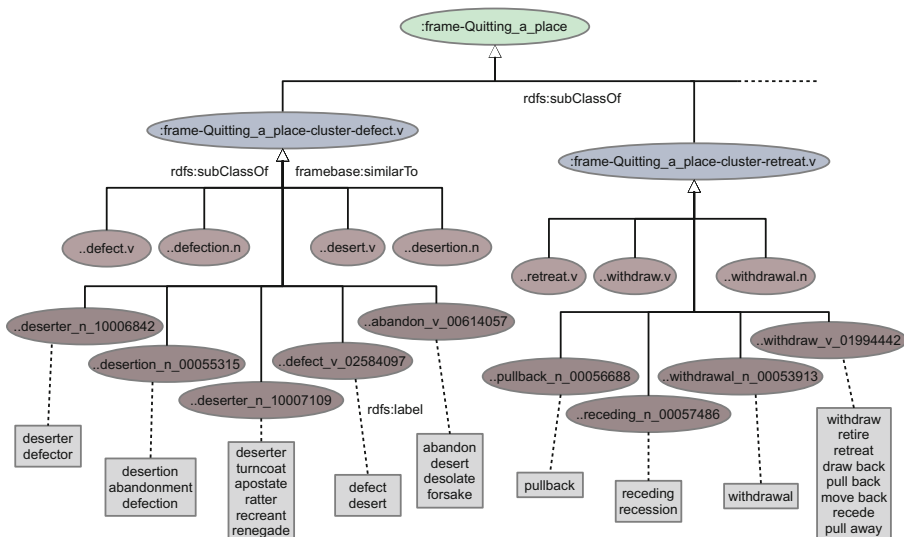 :frame-Quitting_a_place
rdfs:subClassOf
:frame-Quitting_a_place-cluster-defect.v
:frame-Quitting_a_place-cluster-retreat.v
rdfs:subClassOf
framebase:similarTo
..defect.v
..defection.n
..desert.v
..desertion.n
..retreat.v
..withdraw.v
..withdrawal.n
..deserter_n_10006842
..desertion_n_00055315
..deserter_n_10007109
..defect_v_02584097
..abandon_v_00614057
..pullback_n_00056688
..receding_n_00057486
..withdrawal_n_00053913
..withdraw_v_01994442
rdfs:label
deserter
defector
desertion
abandonment
defection
deserter
turncoat
apostate
ratter
recreant
renegade
defect
desert
abandon
desert
desolate
forsake
pullback
receding
recession
withdrawal
withdraw
retire
retreat
draw back
pull back
move back
recede
pull away